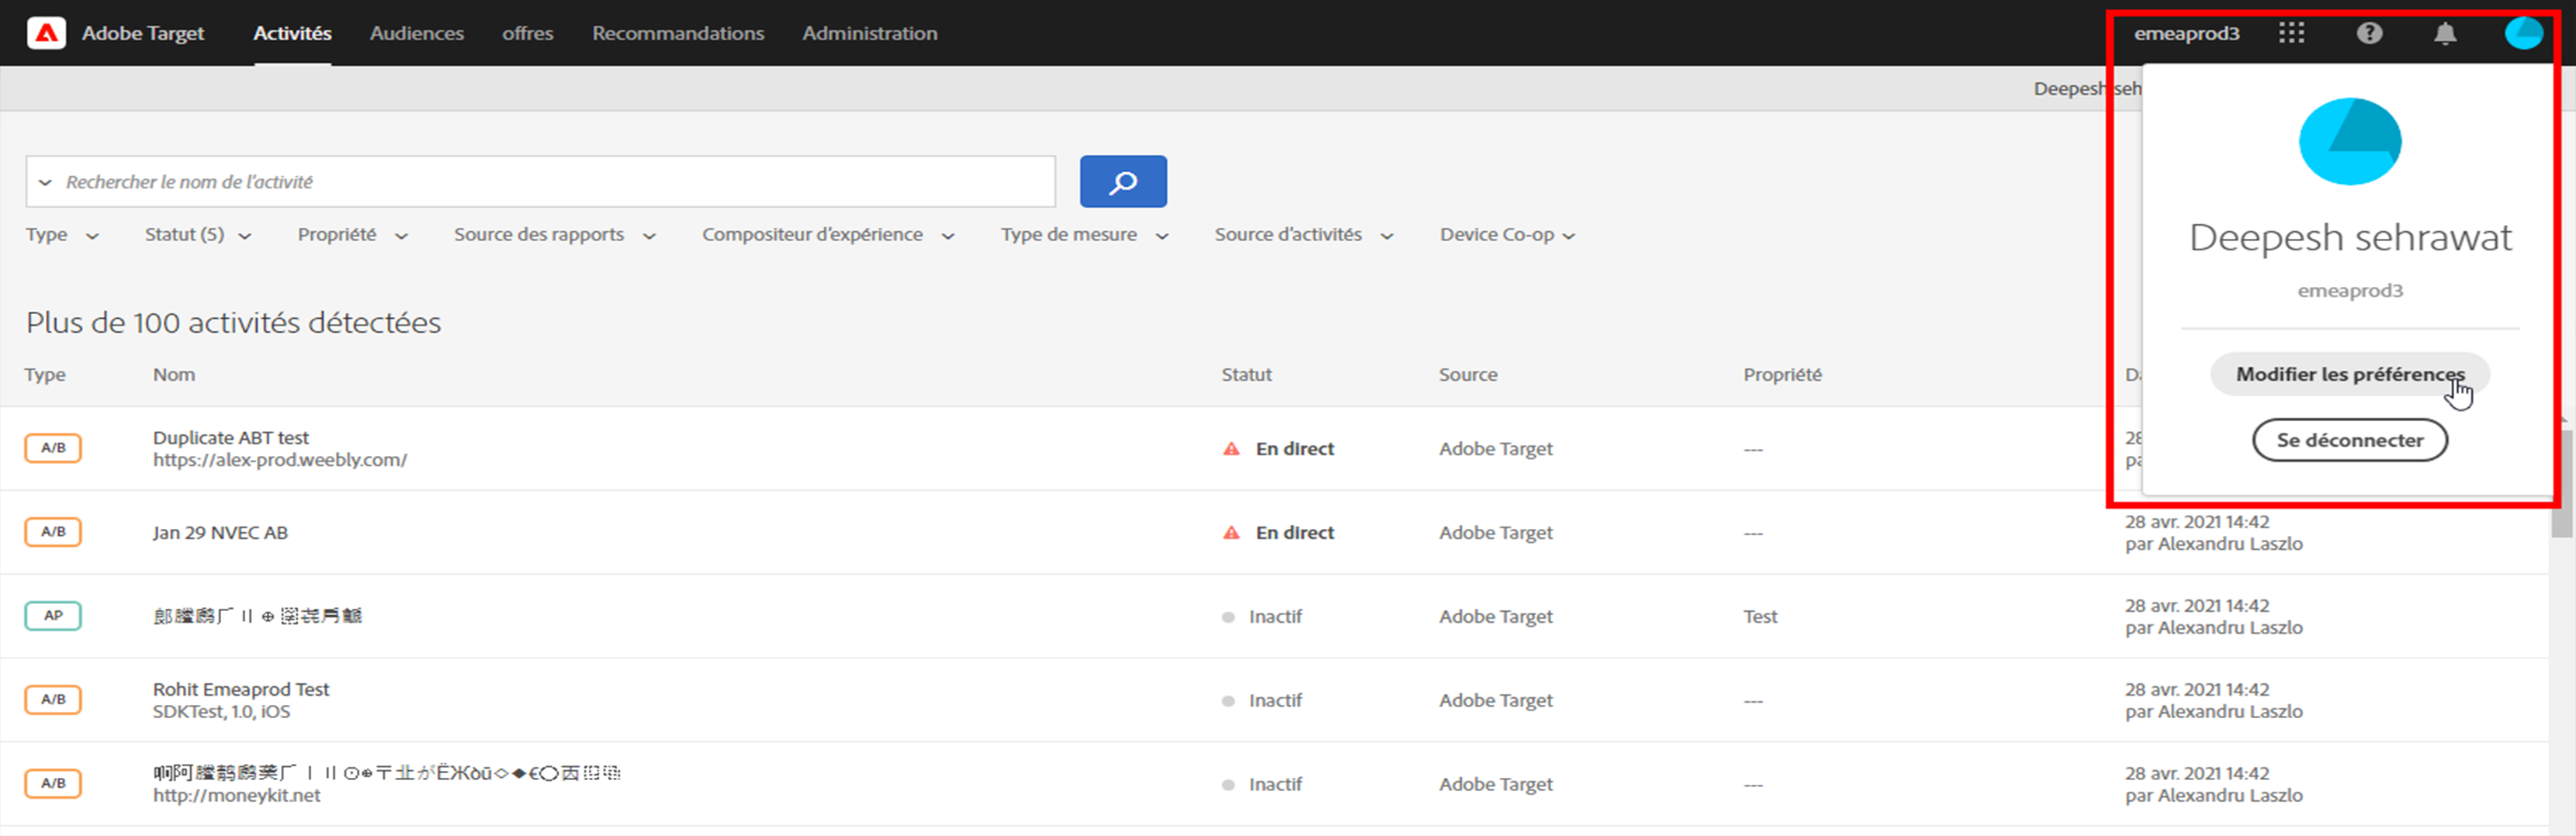 Adobe Target Activités Audiences offres Recommandations Administration emeaprod3
Deepesh seh
Rechercher le nom de l'activité
Type Statut (5) Propriété Source des rapports Compositeur d'expérience Type de mesure Source d'activités Device Co-op
Deepesh sehrawat
emeaprod3
Modifier les préférences
Se déconnecter
Plus de 100 activités détectées
Type Nom Statut Source Propriété
A/B Duplicate ABT test En direct Adobe Target --- 28
https://alex-prod.weebly.com/
A/B Jan 29 NVEC AB En direct Adobe Target --- 28 avr. 2021 14:42
par Alexandru Laszlo
AP Inactif Adobe Target Test 28 avr. 2021 14:42
par Alexandru Laszlo
A/B Rohit Emeaprod Test Inactif Adobe Target --- 28 avr. 2021 14:42
SDKTest, 1.0, iOS par Alexandru Laszlo
A/B Inactif Adobe Target --- 28 avr. 2021 14:42
http://moneykit.net par Alexandru Laszlo